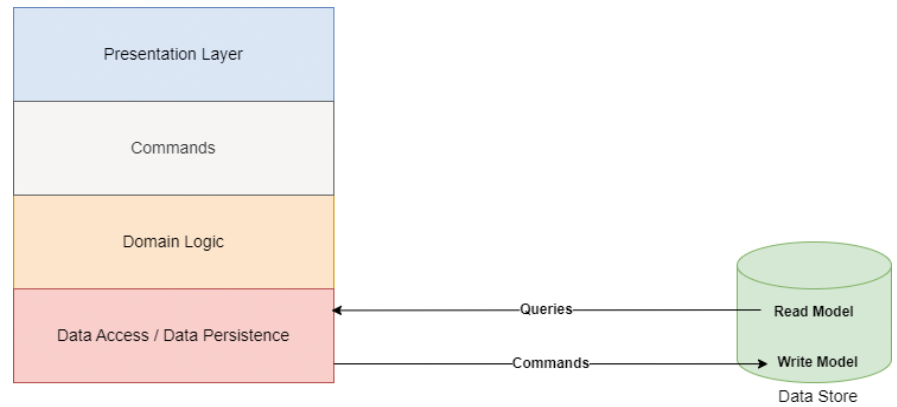 Presentation Layer
Commands
Domain Logic
Data Access / Data Persistence
Queries
Read Model
Commands
Write Model
Data Store